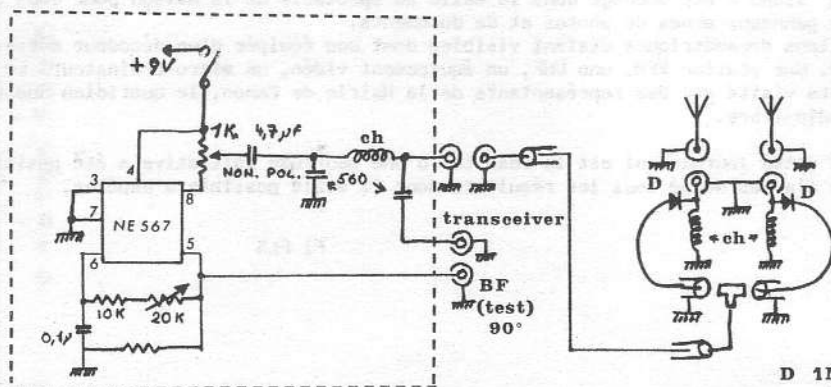 +9V
1K
4,7µF
NON. POL.
ch
560
3
4
7
8
NE 567
6
5
10K
20K
0,1µ
transceiver
BF
(test)
90°
D
D
ch
D 1N